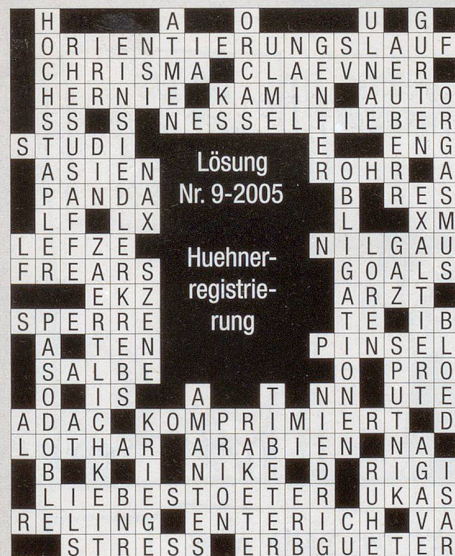 H A O U G
ORIENTIERUNGSLAUF
CHRISMA CLAEVNER
HERNIE KAMIN AUTO
SS S NESSELFIEBER
STUDI E ENG
ASIEN ROHR A
PANDA B RES
LF LX L XM
LEFZE NILGAU
FREARS GOALS
EKZ ARZT
SPERRE TE IB
A TEN PINSEL
SALBE O PRO
O IS A T NN UTE
ADAC KOMPRIMIERT D
LOTHAR ARABIEN NA
B K I NIKE D RIGI
LIEBESTOETER UKAS
RELING ENTERICH VA
STRESS ERBGUETER
Lösung
Nr. 9-2005
Huehner-
registrie-
rung